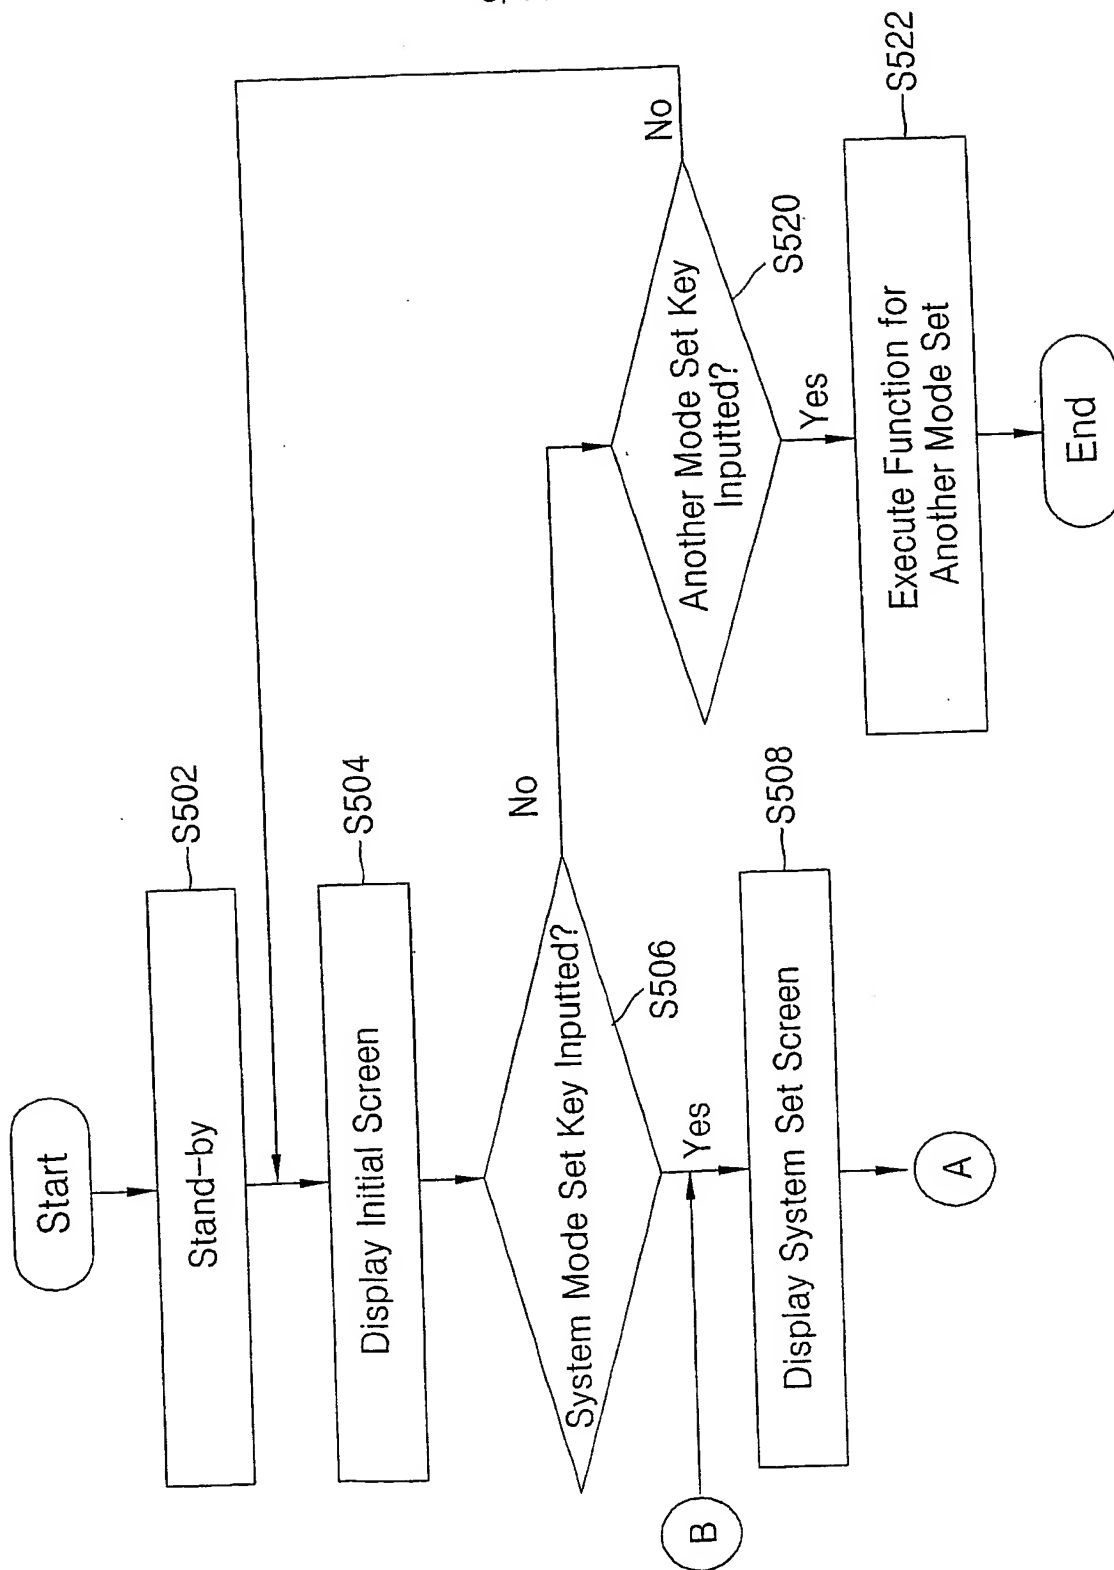 Start
Stand-by
S502
Display Initial Screen
S504
System Mode Set Key Inputted?
S506
No
Yes
B
Display System Set Screen
S508
A
Another Mode Set Key
Inputted?
S520
No
Yes
Execute Function for
Another Mode Set
S522
End